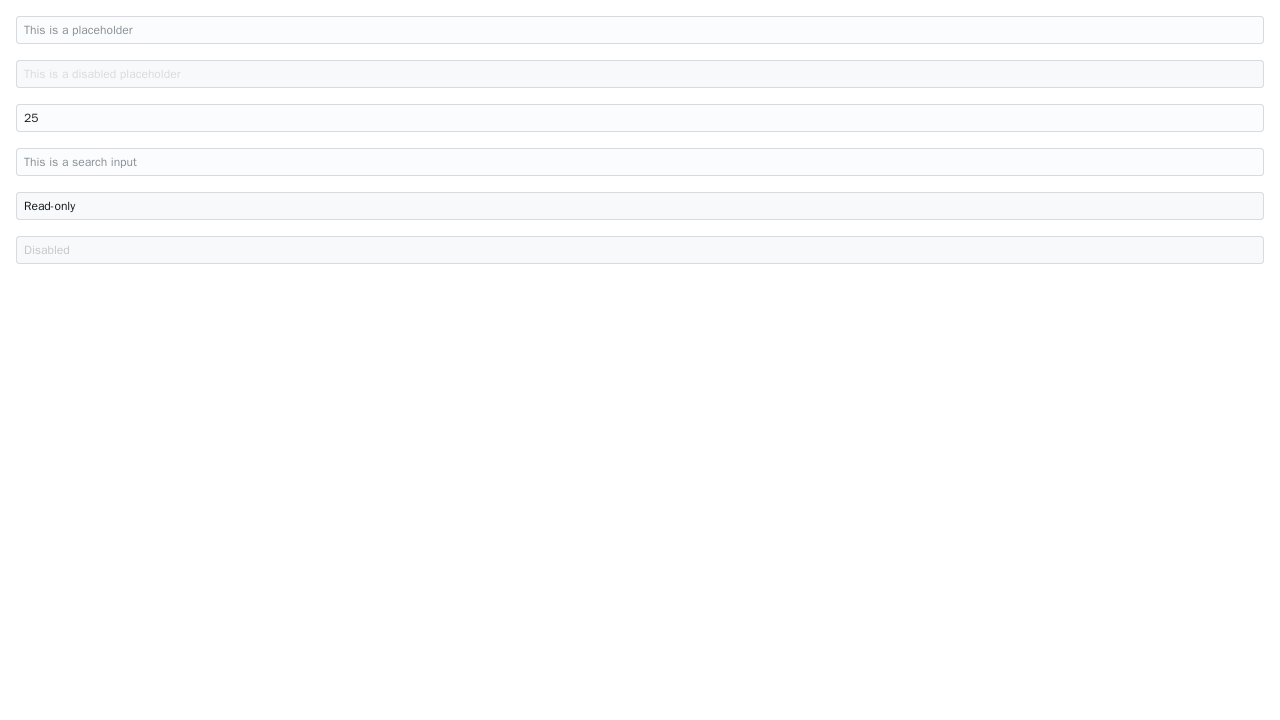 This is a placeholder
This is a disabled placeholder
25
This is a search input
Read-only
Disabled